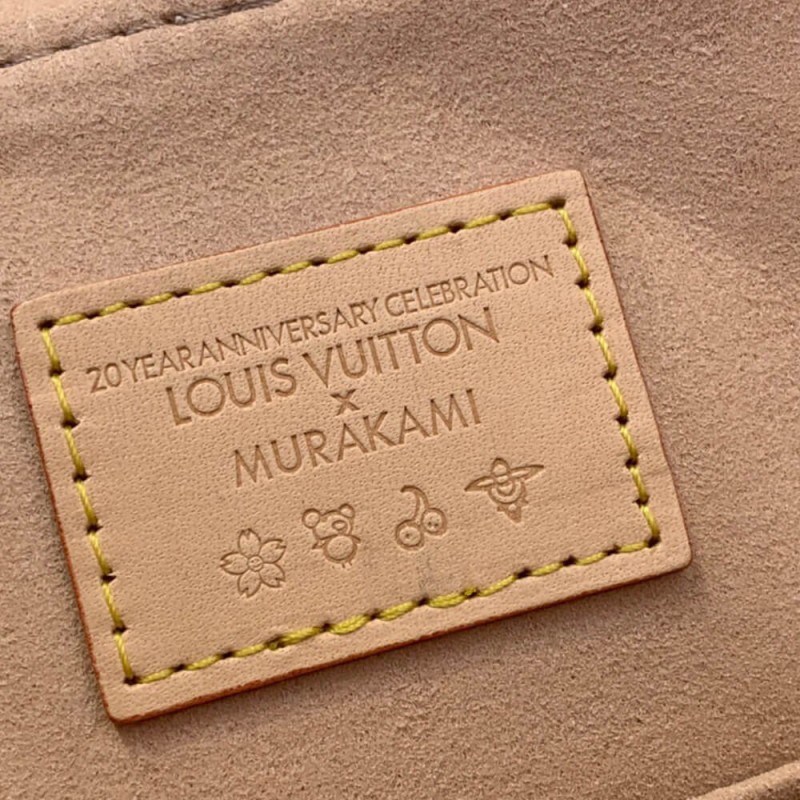 20 YEAR ANNIVERSARY CELEBRATION
LOUIS VUITTON
x
MURAKAMI